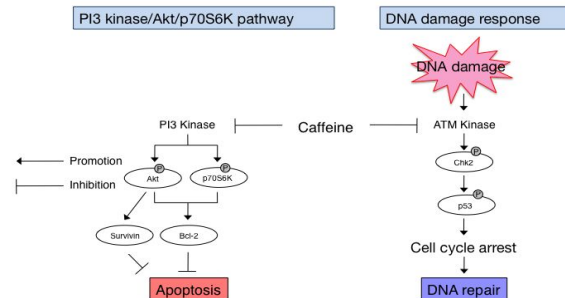 PI3 kinase/Akt/p70S6K pathway
DNA damage response
DNA damage
PI3 Kinase
Caffeine
ATM Kinase
Promotion
Inhibition
P
Akt
P
p70S6K
P
Chk2
P
p53
Survivin
Bcl-2
Cell cycle arrest
Apoptosis
DNA repair